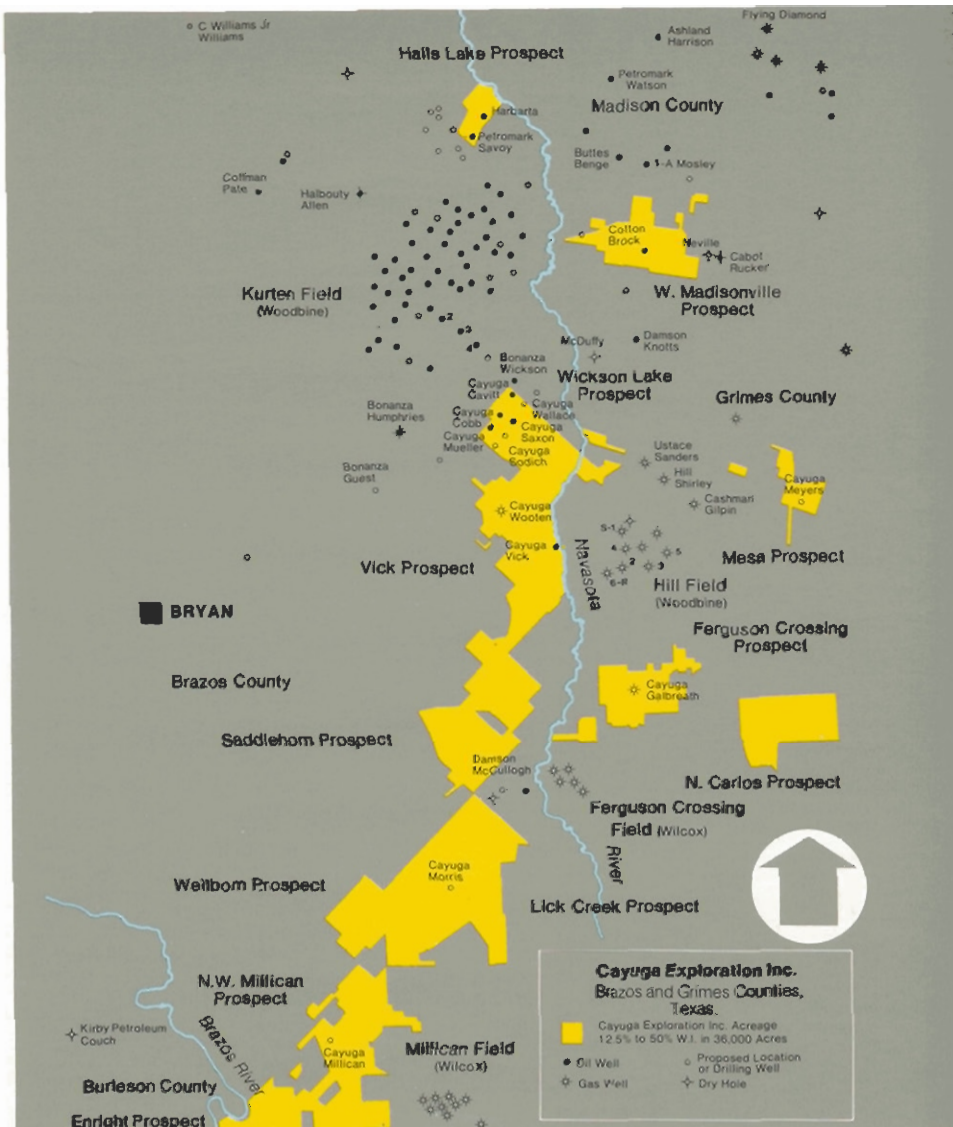 C Williams Jr
Williams
Flying Diamond
Ashland
Harrison
Halls Lake Prospect
Petromark
Watson
Madison County
Harbarta
Petromark
Savoy
Buttes
Benge
1-A Mosley
Coffman
Pate
Halbouty
Allen
Cotton
Brock
Neville
Cabot
Rucker
Kurten Field
(Woodbine)
2
3
4
W. Madisonville
Prospect
McDuffy
Damson
Knotts
Bonanza
Wickson
Wickson Lake
Prospect
Cayuga
Cavitt
Grimes County
Bonanza
Humphries
Cayuga
Cobb
Cayuga
Wallace
Cayuga
Saxon
Cayuga
Mueller
Cayuga
Sodich
Ustace
Sanders
Bonanza
Guest
Hill
Shirley
Cayuga
Meyers
Cashman
Gilpin
Cayuga
Wooten
S-1
4
5
2
3
6-R
Cayuga
Vick
Vick Prospect
Navasota
Mesa Prospect
Hill Field
(Woodbine)
BRYAN
Ferguson Crossing
Prospect
Brazos County
Cayuga
Galbreath
Saddlehorn Prospect
Damson
McCullogh
N. Carlos Prospect
Ferguson Crossing
Field (Wilcox)
River
Cayuga
Morris
Wellborn Prospect
Lick Creek Prospect
N.W. Millican
Prospect
Kirby Petroleum
Couch
Brazos River
Cayuga
Millican
Millican Field
(Wilcox)
Burleson County
Enright Prospect
Cayuga Exploration Inc.
Brazos and Grimes Counties,
Texas.
Cayuga Exploration Inc. Acreage
12.5% to 50% W.I. in 36,000 Acres
Oil Well
Proposed Location
or Drilling Well
Gas Well
Dry Hole